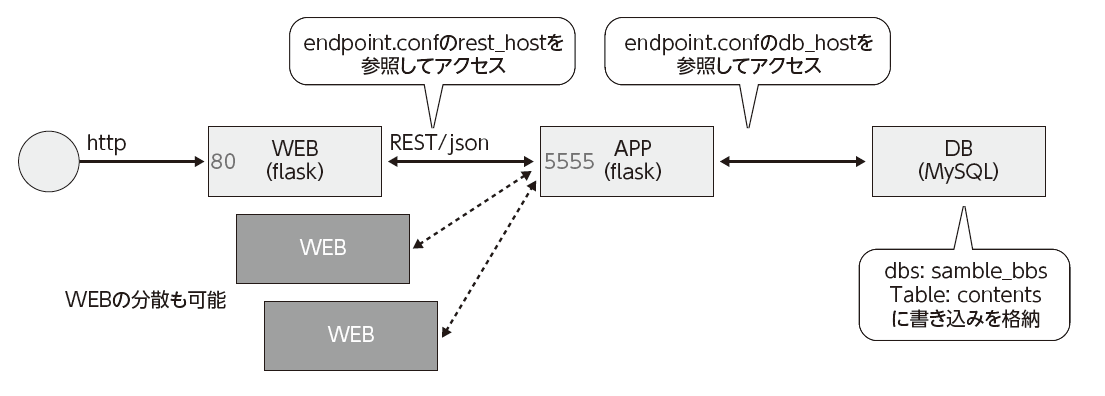 endpoint.confのrest_hostを
参照してアクセス
endpoint.confのdb_hostを
参照してアクセス
http
80
WEB
(flask)
REST/json
5555
APP
(flask)
DB
(MySQL)
WEB
WEBの分散も可能
WEB
dbs: samble_bbs
Table: contents
に書き込みを格納